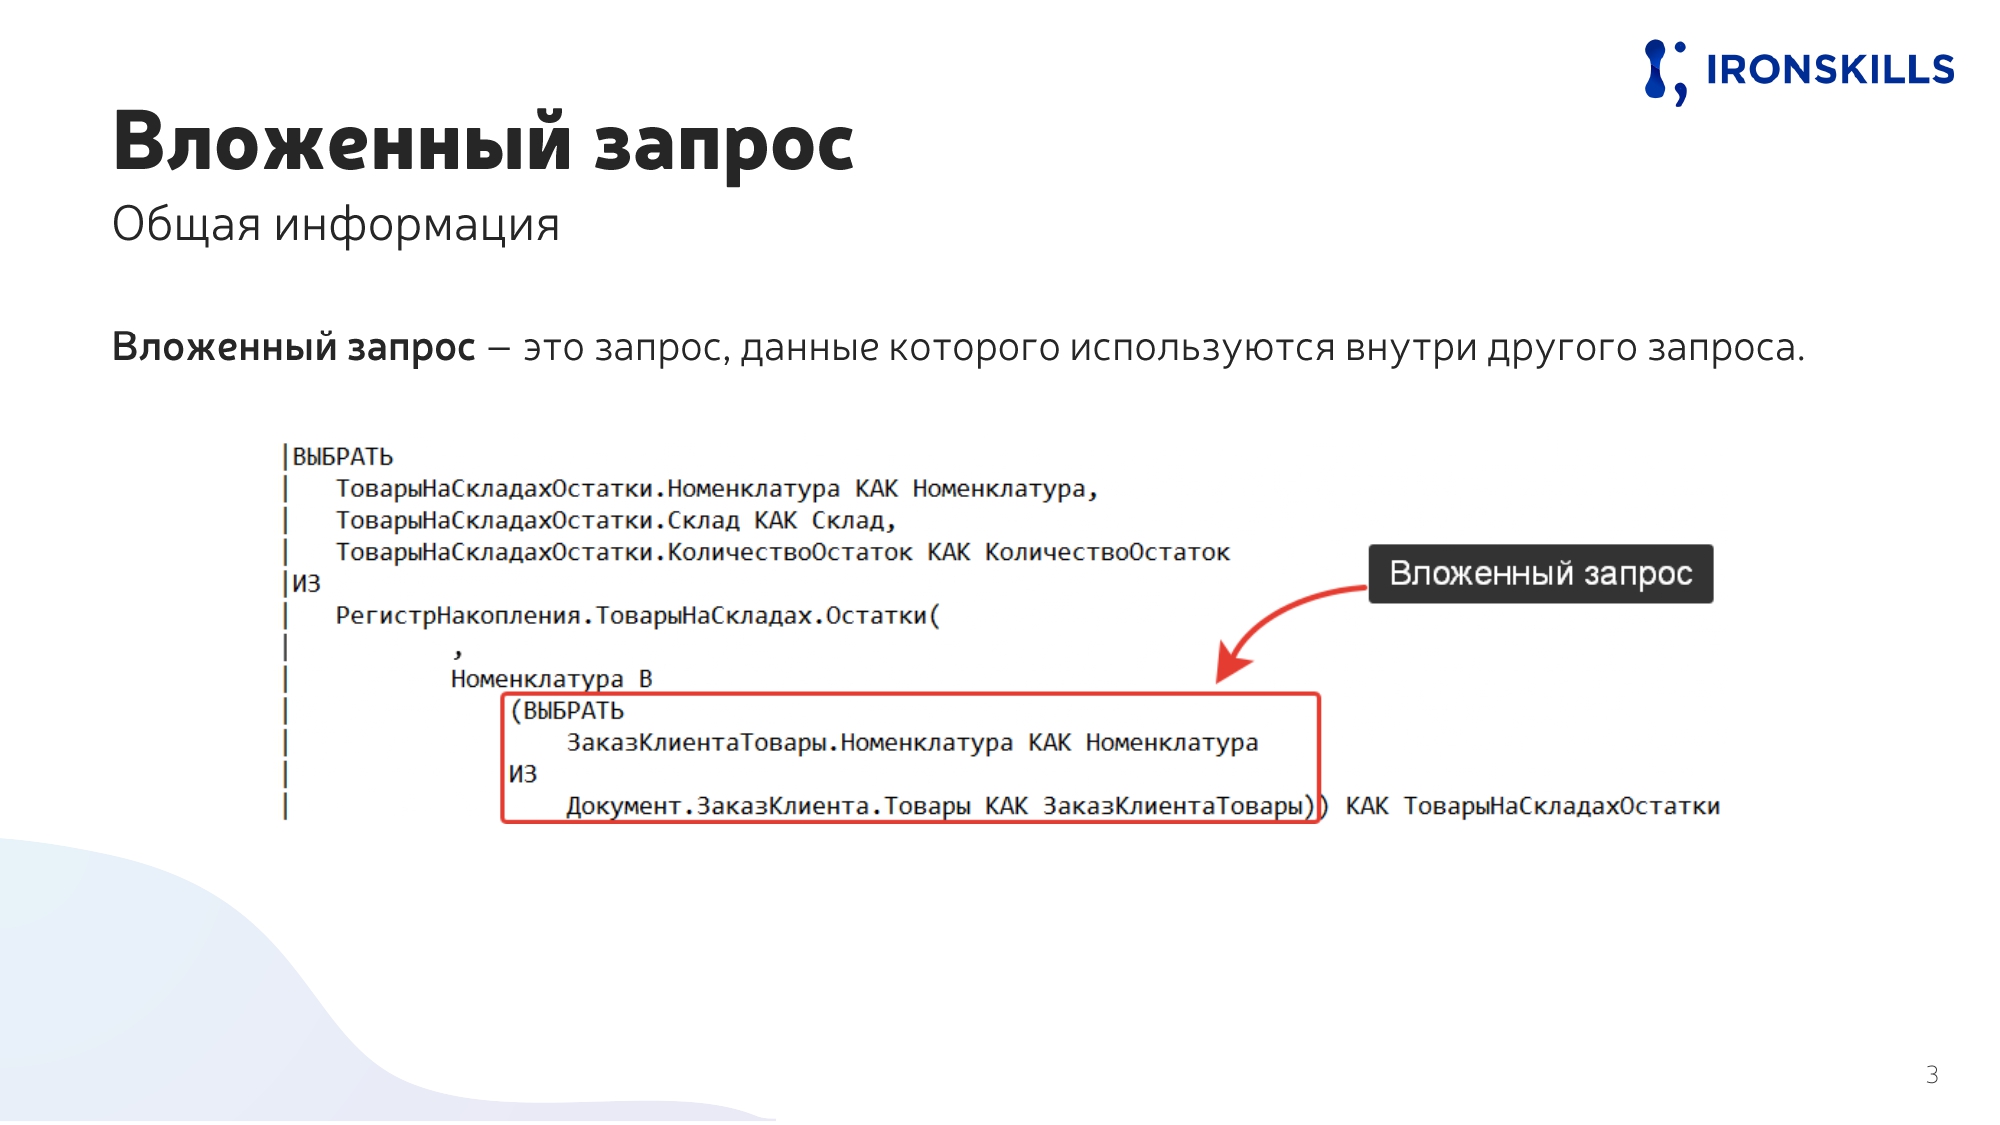 IRONSKILLS
Вложенный запрос
Общая информация
Вложенный запрос – это запрос, данные которого используются внутри другого запроса.
|ВЫБРАТЬ
|   ТоварыНаСкладахОстатки.Номенклатура КАК Номенклатура,
|   ТоварыНаСкладахОстатки.Склад КАК Склад,
|   ТоварыНаСкладахОстатки.КоличествоОстаток КАК КоличествоОстаток
|ИЗ
|   РегистрНакопления.ТоварыНаСкладах.Остатки(
|           ,
|           Номенклатура В
|               (ВЫБРАТЬ
|                   ЗаказКлиентаТовары.Номенклатура КАК Номенклатура
|               ИЗ
|                   Документ.ЗаказКлиента.Товары КАК ЗаказКлиентаТовары)) КАК ТоварыНаСкладахОстатки
Вложенный запрос
3